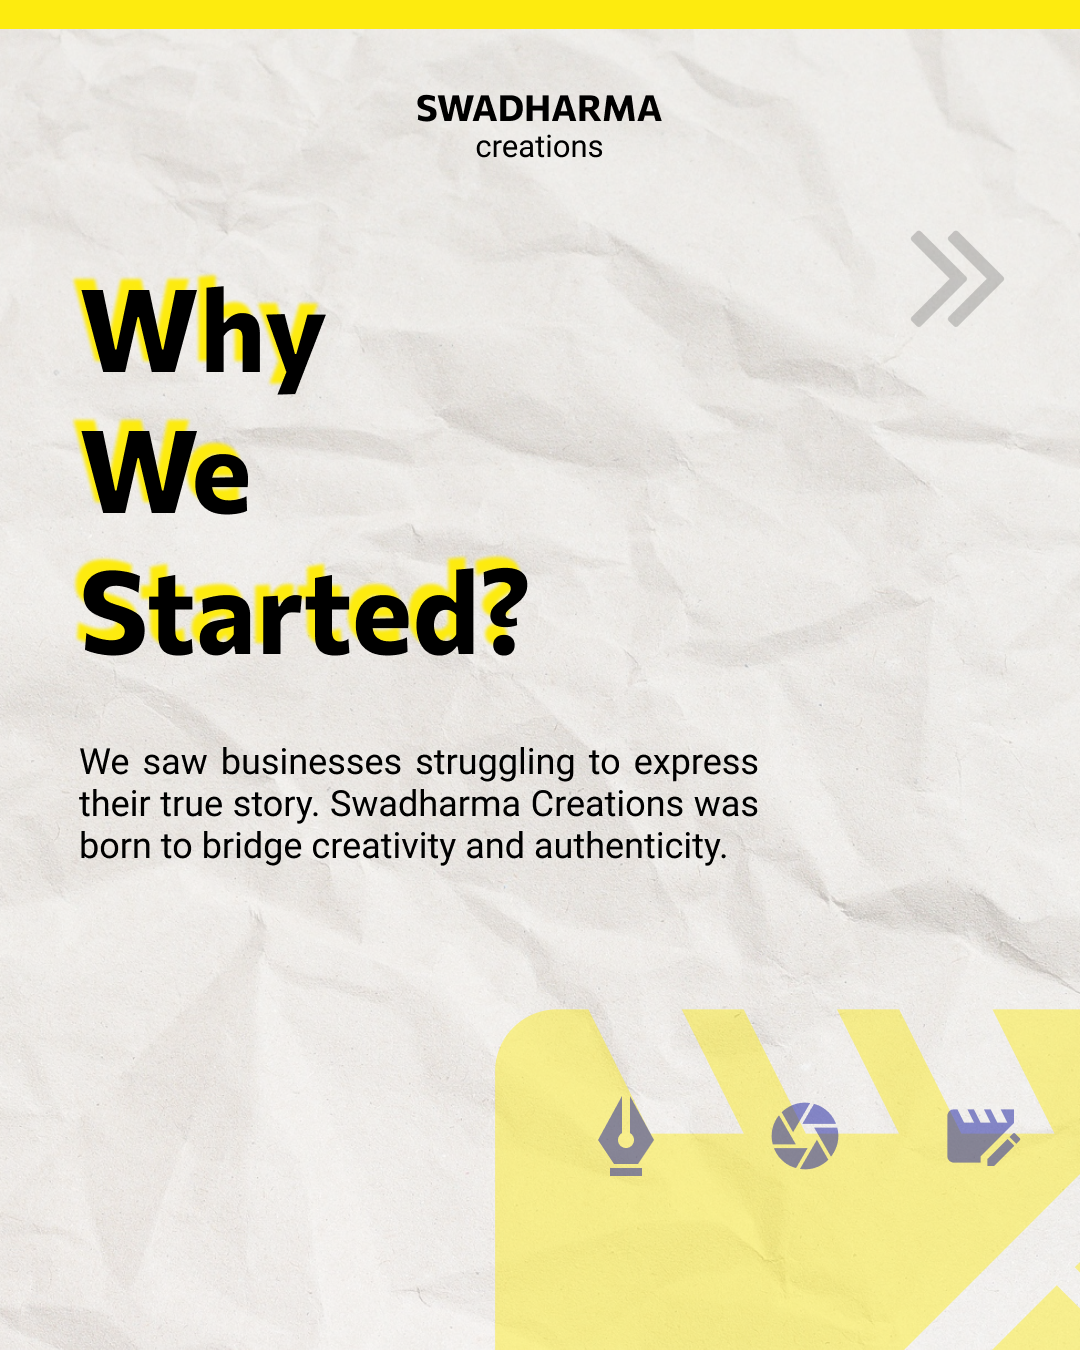 SWADHARMA
creations
Why
We
Started?
We saw businesses struggling to express
their true story. Swadharma Creations was
born to bridge creativity and authenticity.